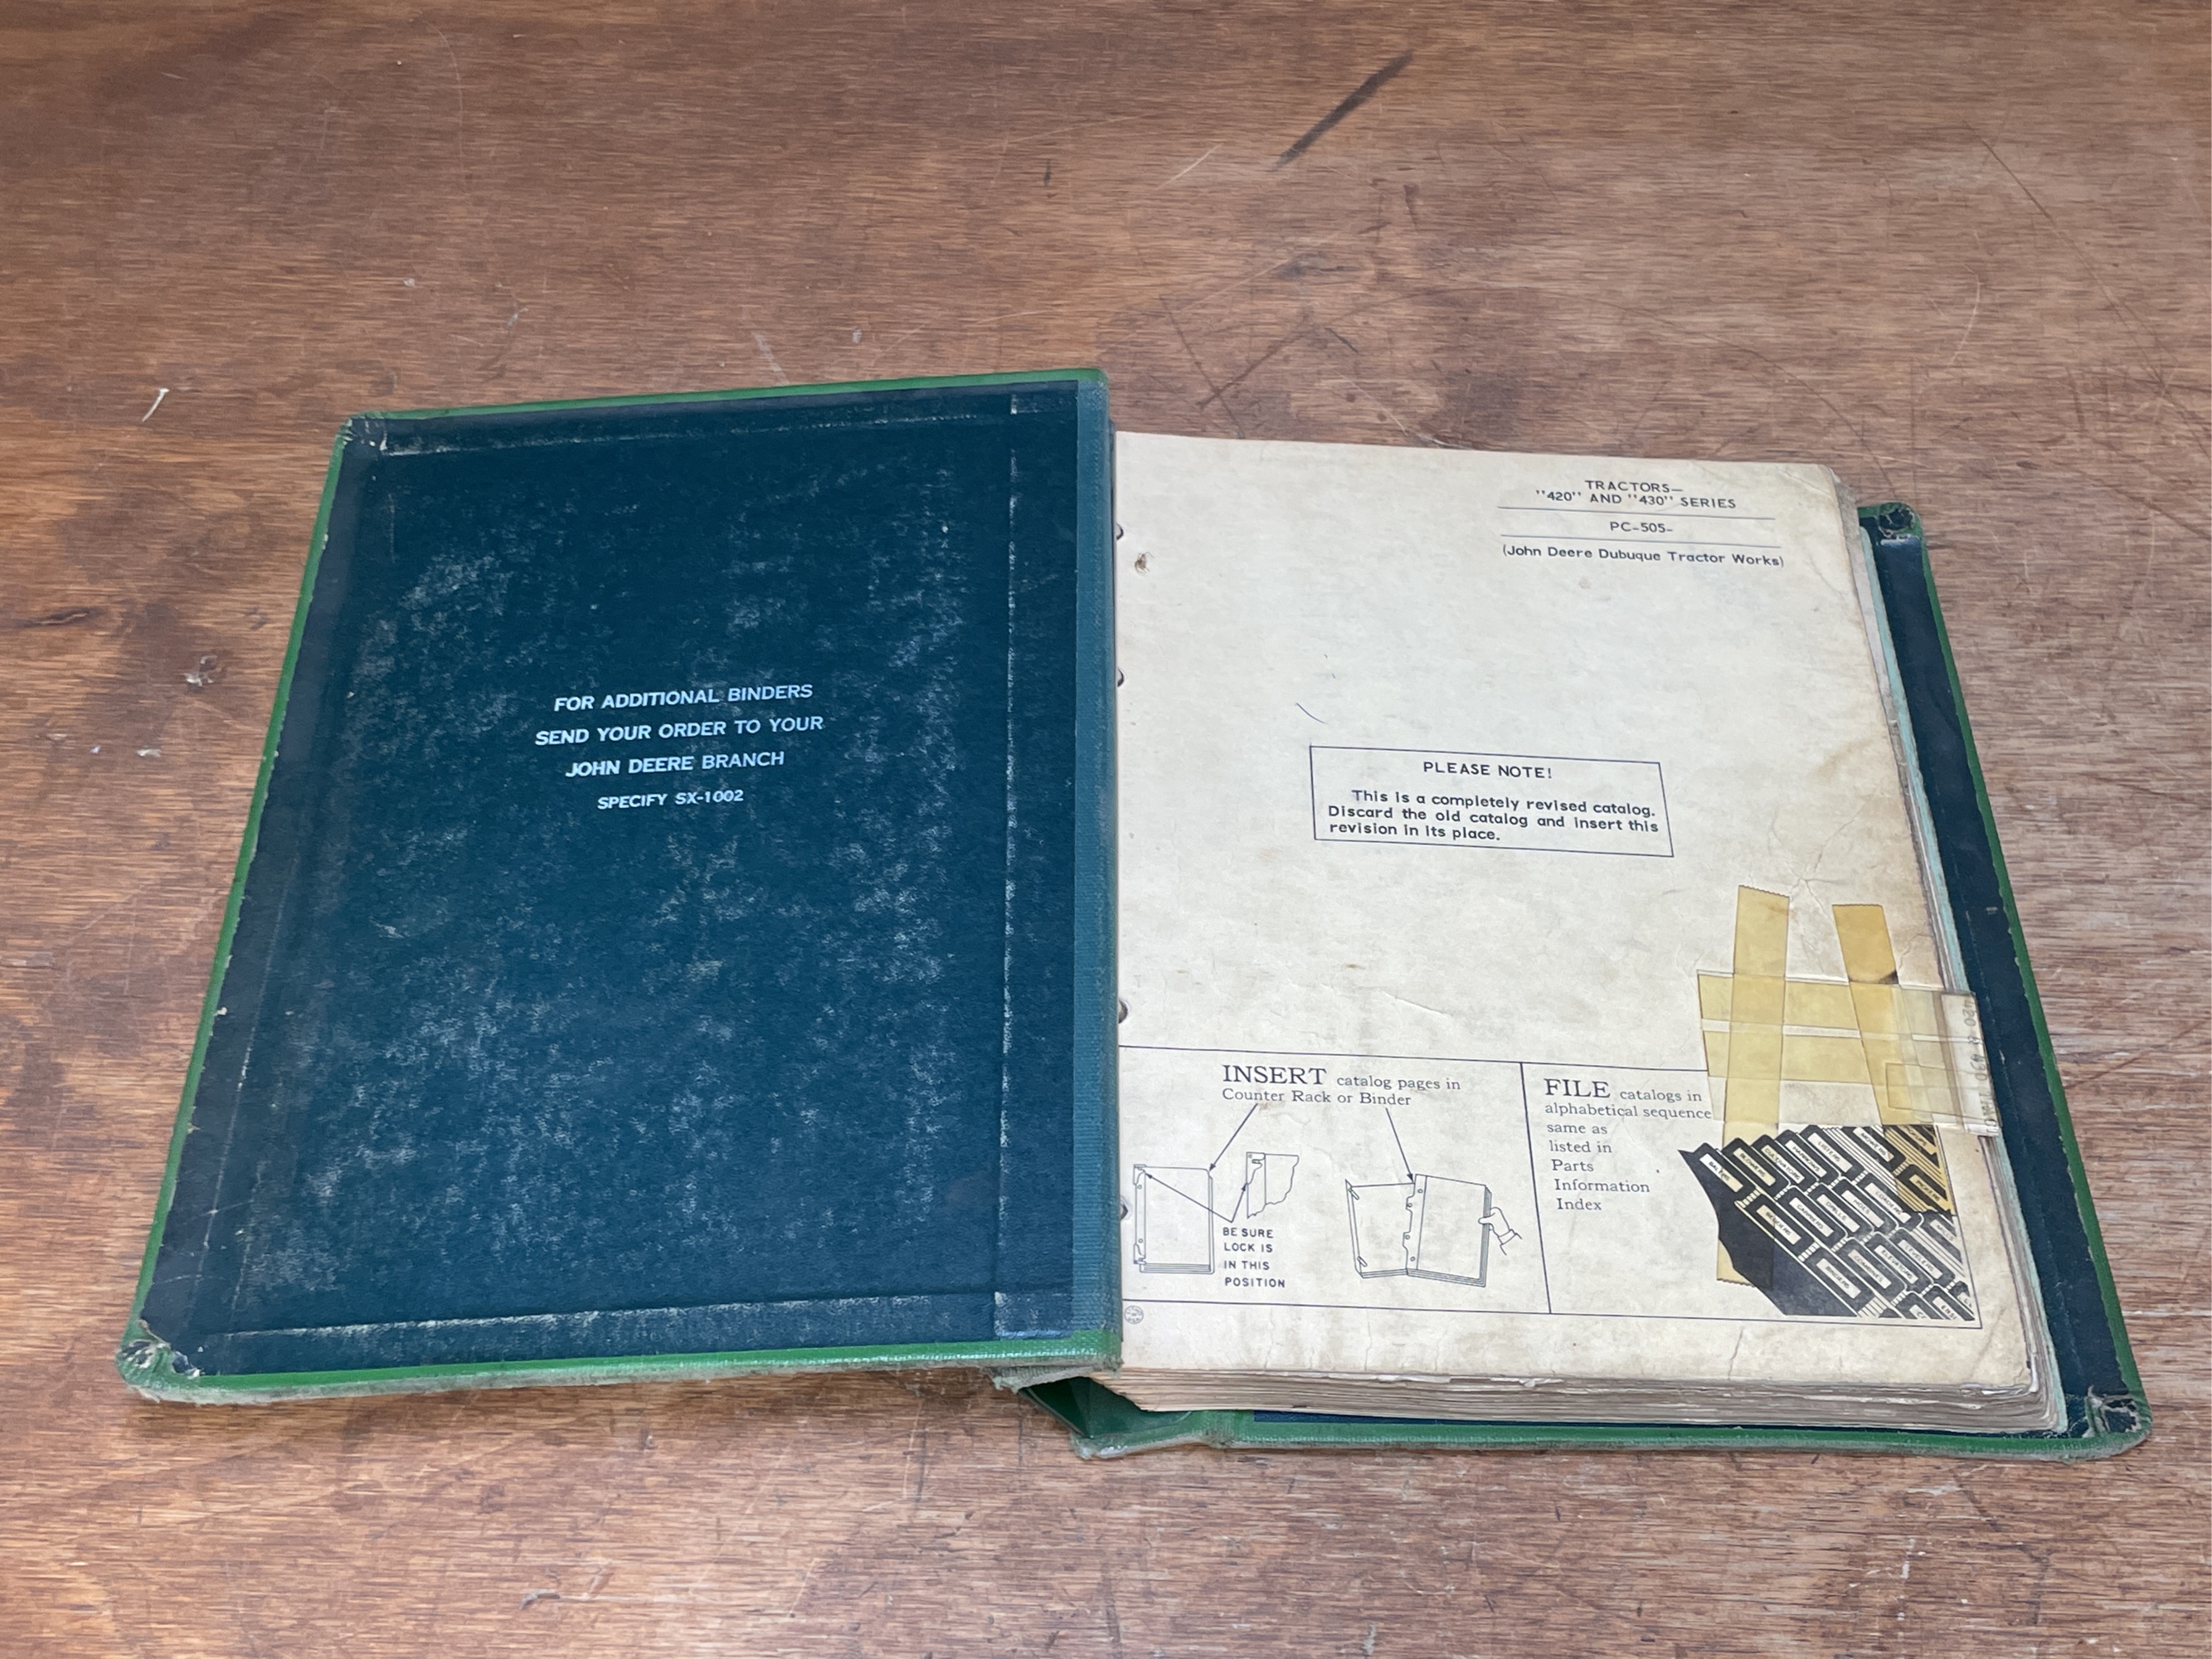 FOR ADDITIONAL BINDERS
SEND YOUR ORDER TO YOUR
JOHN DEERE BRANCH
SPECIFY SX-1002
TRACTORS—
"420" AND "430" SERIES
PC-505-
(John Deere Dubuque Tractor Works)
PLEASE NOTE!
This is a completely revised catalog.
Discard the old catalog and insert this
revision in its place.
INSERT catalog pages in
Counter Rack or Binder
BE SURE
LOCK IS
IN THIS
POSITION
FILE catalogs in
alphabetical sequence
same as
listed in
Parts
Information
Index